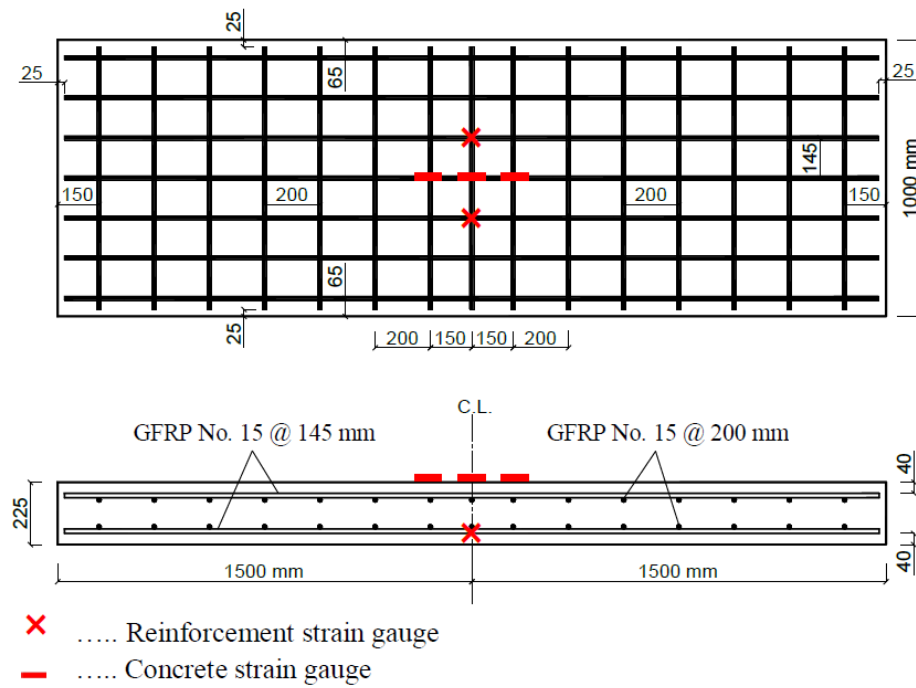 25
25
65
25
145
1000 mm
150
200
200
150
65
25
200
150
150
200
C.L.
GFRP No. 15 @ 145 mm
GFRP No. 15 @ 200 mm
225
40
40
1500 mm
1500 mm
….. Reinforcement strain gauge
….. Concrete strain gauge